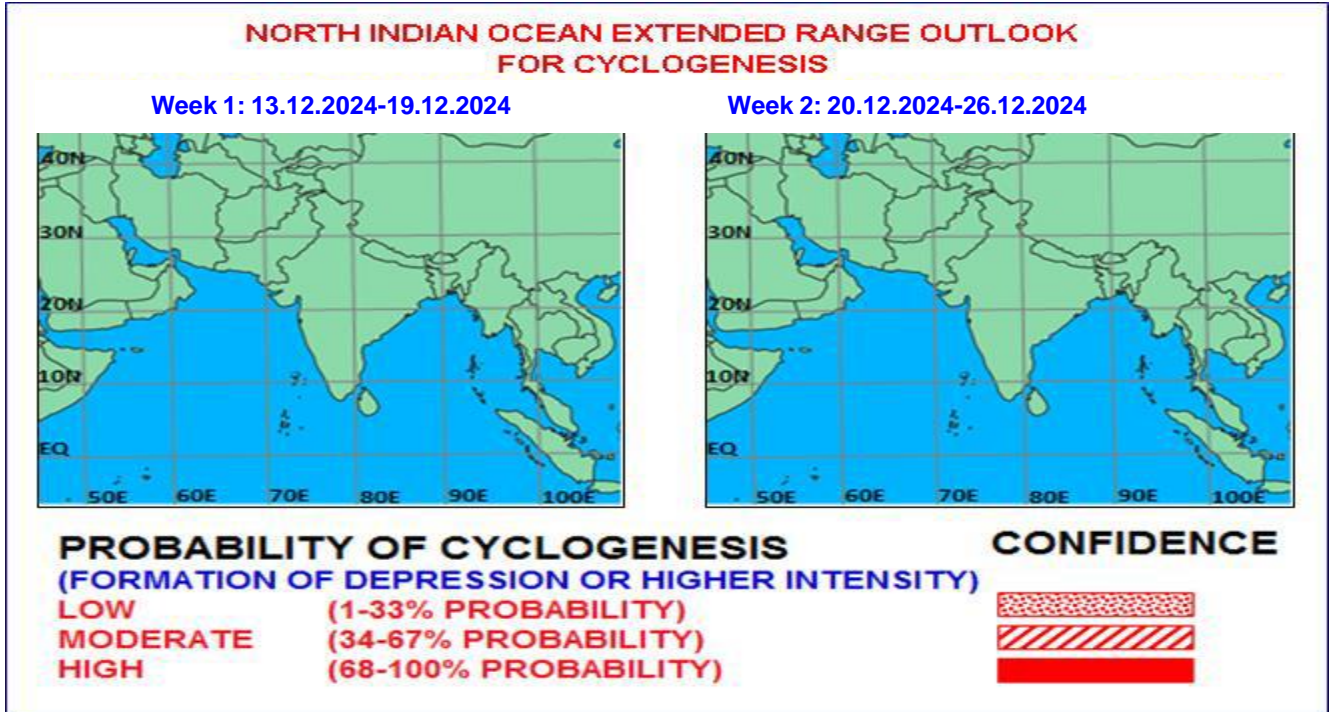 NORTH INDIAN OCEAN EXTENDED RANGE OUTLOOK
FOR CYCLOGENESIS
Week 1: 13.12.2024-19.12.2024
40N
30N
20N
10N
EQ
50E 60E 70E 80E 90E 100E
Week 2: 20.12.2024-26.12.2024
40N
30N
20N
10N
EQ
50E 60E 70E 80E 90E 100E
PROBABILITY OF CYCLOGENESIS CONFIDENCE
(FORMATION OF DEPRESSION OR HIGHER INTENSITY)
LOW (1-33% PROBABILITY)
MODERATE (34-67% PROBABILITY)
HIGH (68-100% PROBABILITY)